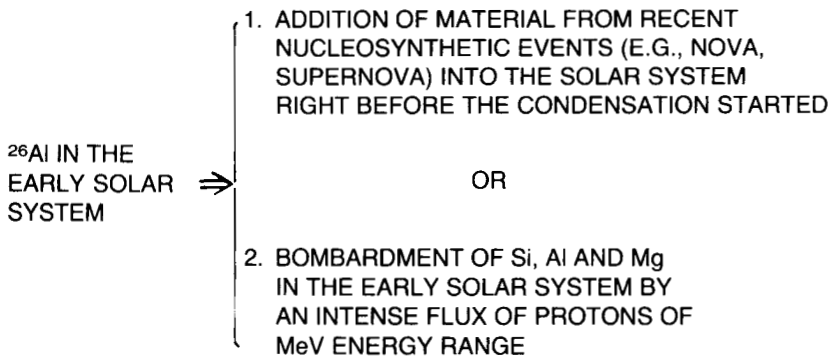 1. ADDITION OF MATERIAL FROM RECENT
NUCLEOSYNTHETIC EVENTS (E.G., NOVA,
SUPERNOVA) INTO THE SOLAR SYSTEM
RIGHT BEFORE THE CONDENSATION STARTED
²⁶Al IN THE
EARLY SOLAR ⇒
SYSTEM
OR
2. BOMBARDMENT OF Si, Al AND Mg
IN THE EARLY SOLAR SYSTEM BY
AN INTENSE FLUX OF PROTONS OF
MeV ENERGY RANGE